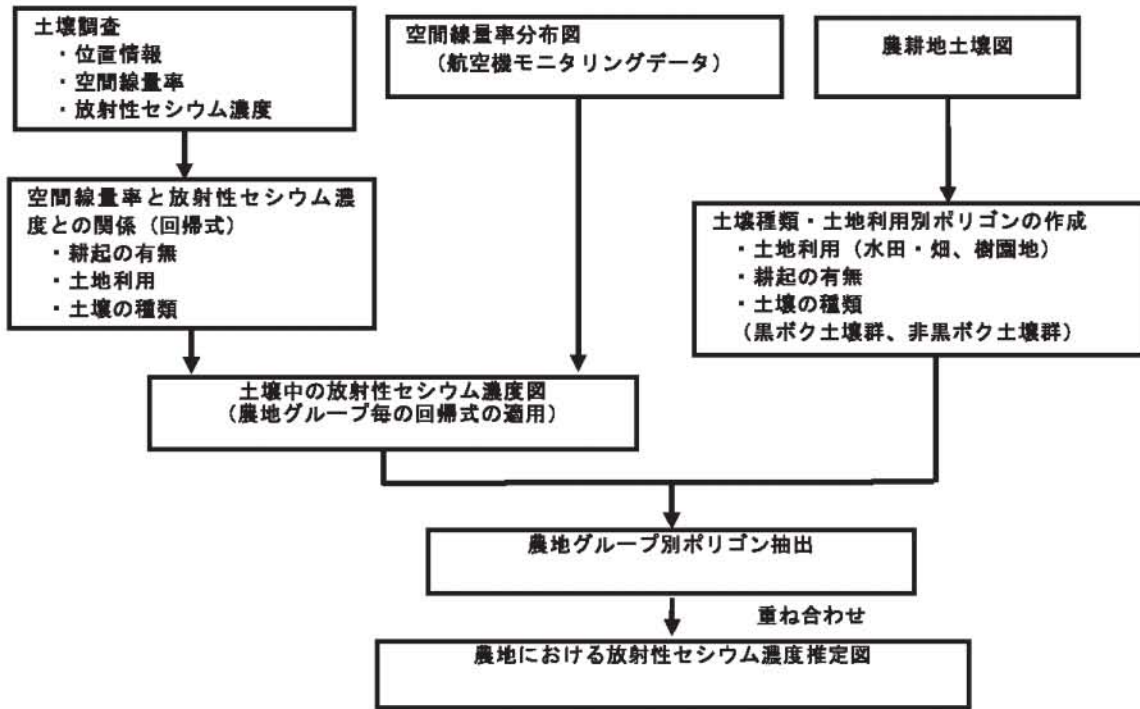 土壌調査
・位置情報
・空間線量率
・放射性セシウム濃度
空間線量率分布図
（航空機モニタリングデータ）
農耕地土壌図
空間線量率と放射性セシウム濃
度との関係（回帰式）
・耕起の有無
・土地利用
・土壌の種類
土壌種類・土地利用別ポリゴンの作成
・土地利用（水田・畑、樹園地）
・耕起の有無
・土壌の種類
（黒ボク土壌群、非黒ボク土壌群）
土壌中の放射性セシウム濃度図
（農地グループ毎の回帰式の適用）
農地グループ別ポリゴン抽出
重ね合わせ
農地における放射性セシウム濃度推定図